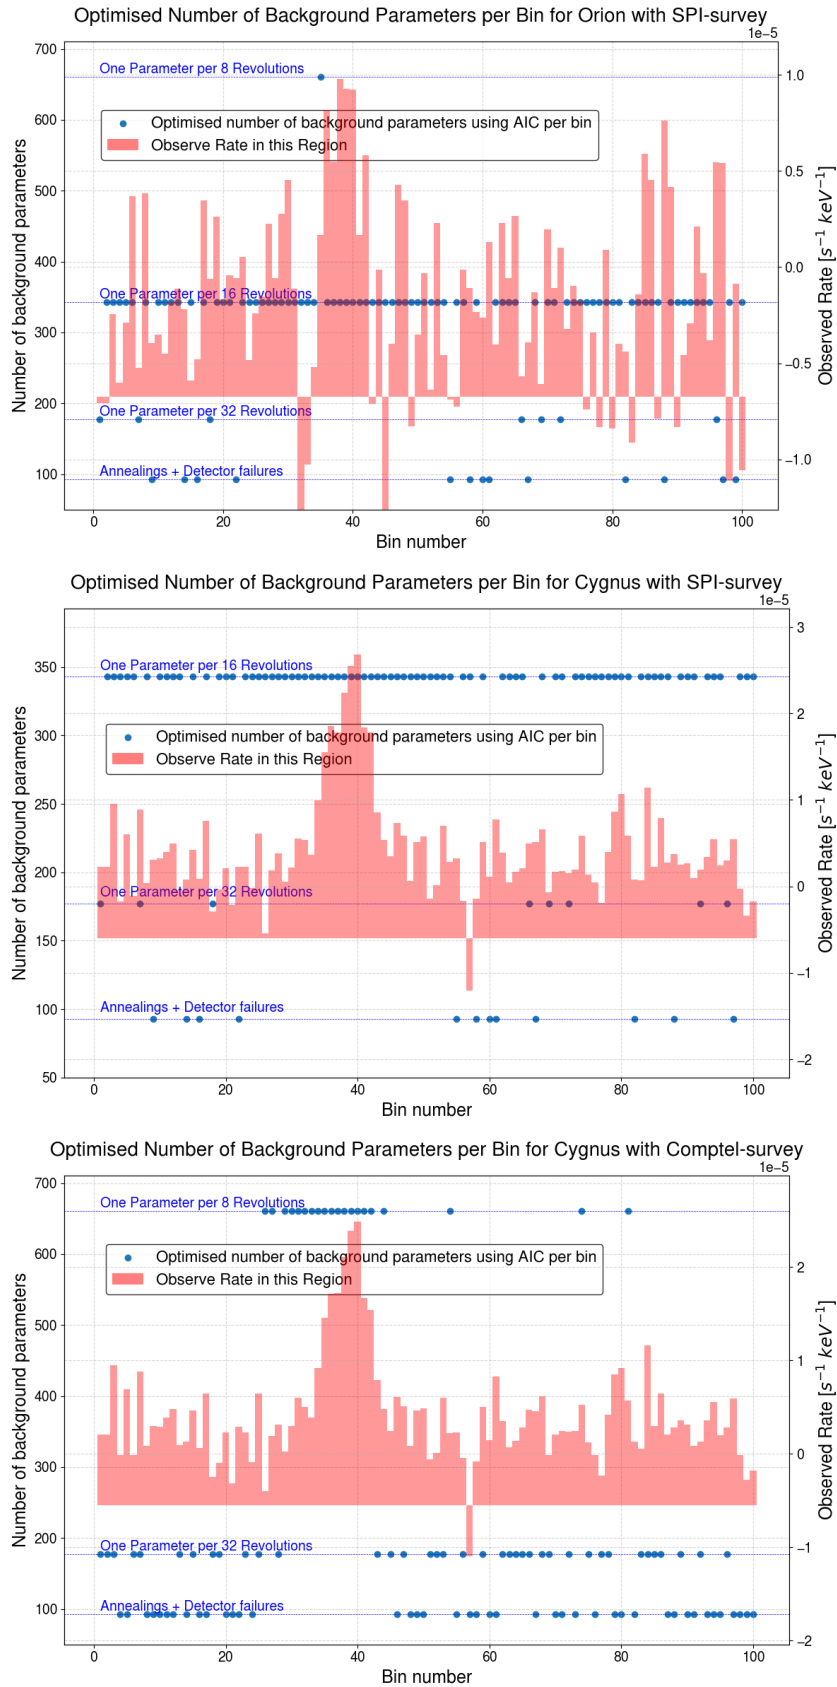 Optimised Number of Background Parameters per Bin for Orion with SPI-survey
1e−5
700
600
500
400
300
200
100
Number of background parameters
One Parameter per 8 Revolutions
Optimised number of background parameters using AIC per bin
Observe Rate in this Region
One Parameter per 16 Revolutions
One Parameter per 32 Revolutions
Annealings + Detector failures
1.0
0.5
0.0
−0.5
−1.0
Observed Rate [s⁻¹ keV⁻¹]
0 20 40 60 80 100
Bin number
Optimised Number of Background Parameters per Bin for Cygnus with SPI-survey
1e−5
350
300
250
200
150
100
50
Number of background parameters
One Parameter per 16 Revolutions
Optimised number of background parameters using AIC per bin
Observe Rate in this Region
One Parameter per 32 Revolutions
Annealings + Detector failures
3
2
1
0
−1
−2
Observed Rate [s⁻¹ keV⁻¹]
0 20 40 60 80 100
Bin number
Optimised Number of Background Parameters per Bin for Cygnus with Comptel-survey
1e−5
700
600
500
400
300
200
100
Number of background parameters
One Parameter per 8 Revolutions
Optimised number of background parameters using AIC per bin
Observe Rate in this Region
One Parameter per 32 Revolutions
Annealings + Detector failures
2
1
0
−1
−2
Observed Rate [s⁻¹ keV⁻¹]
0 20 40 60 80 100
Bin number